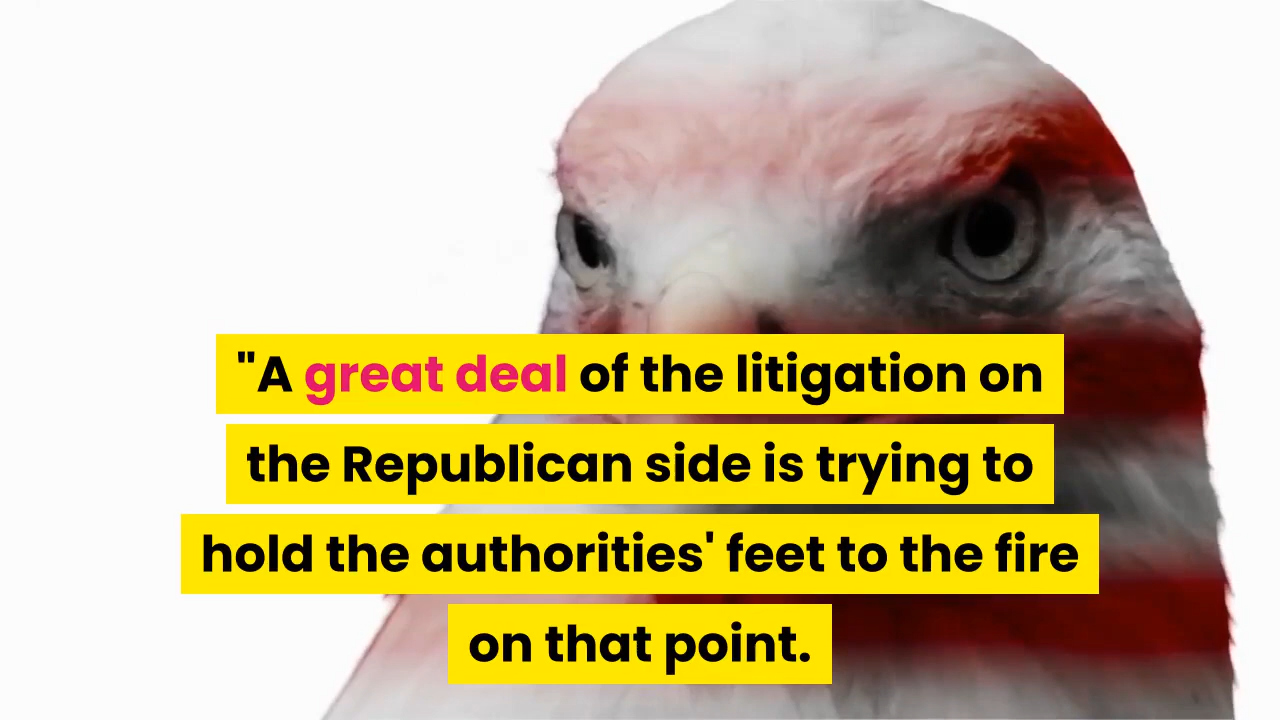 "A great deal of the litigation on
the Republican side is trying to
hold the authorities' feet to the fire
on that point.